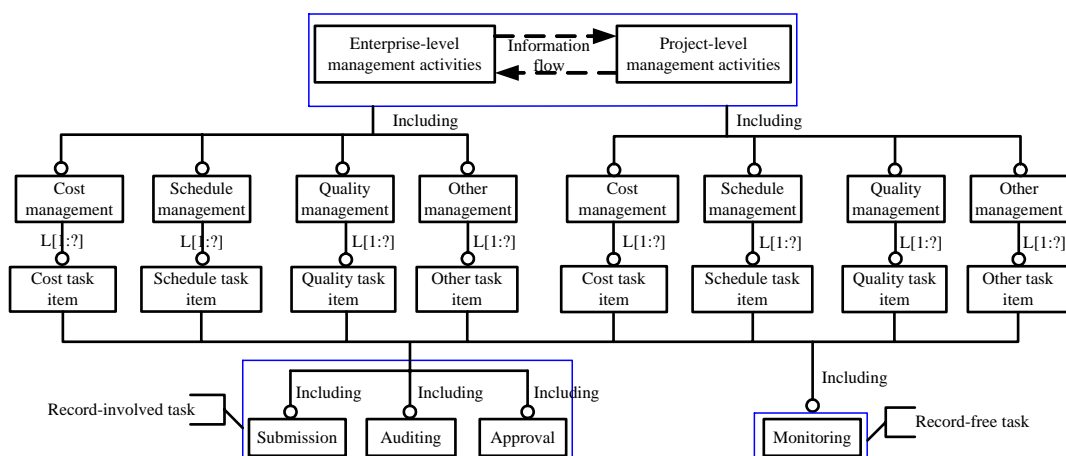 Enterprise-level
management activities
Information
flow
Project-level
management activities
Including
Including
Cost
management
Schedule
management
Quality
management
Other
management
Cost
management
Schedule
management
Quality
management
Other
management
L[1:?]
L[1:?]
L[1:?]
L[1:?]
L[1:?]
L[1:?]
L[1:?]
L[1:?]
Cost task
item
Schedule task
item
Quality task
item
Other task
item
Cost task
item
Schedule task
item
Quality task
item
Other task
item
Including
Including
Including
Including
Record-involved task
Submission
Auditing
Approval
Monitoring
Record-free task